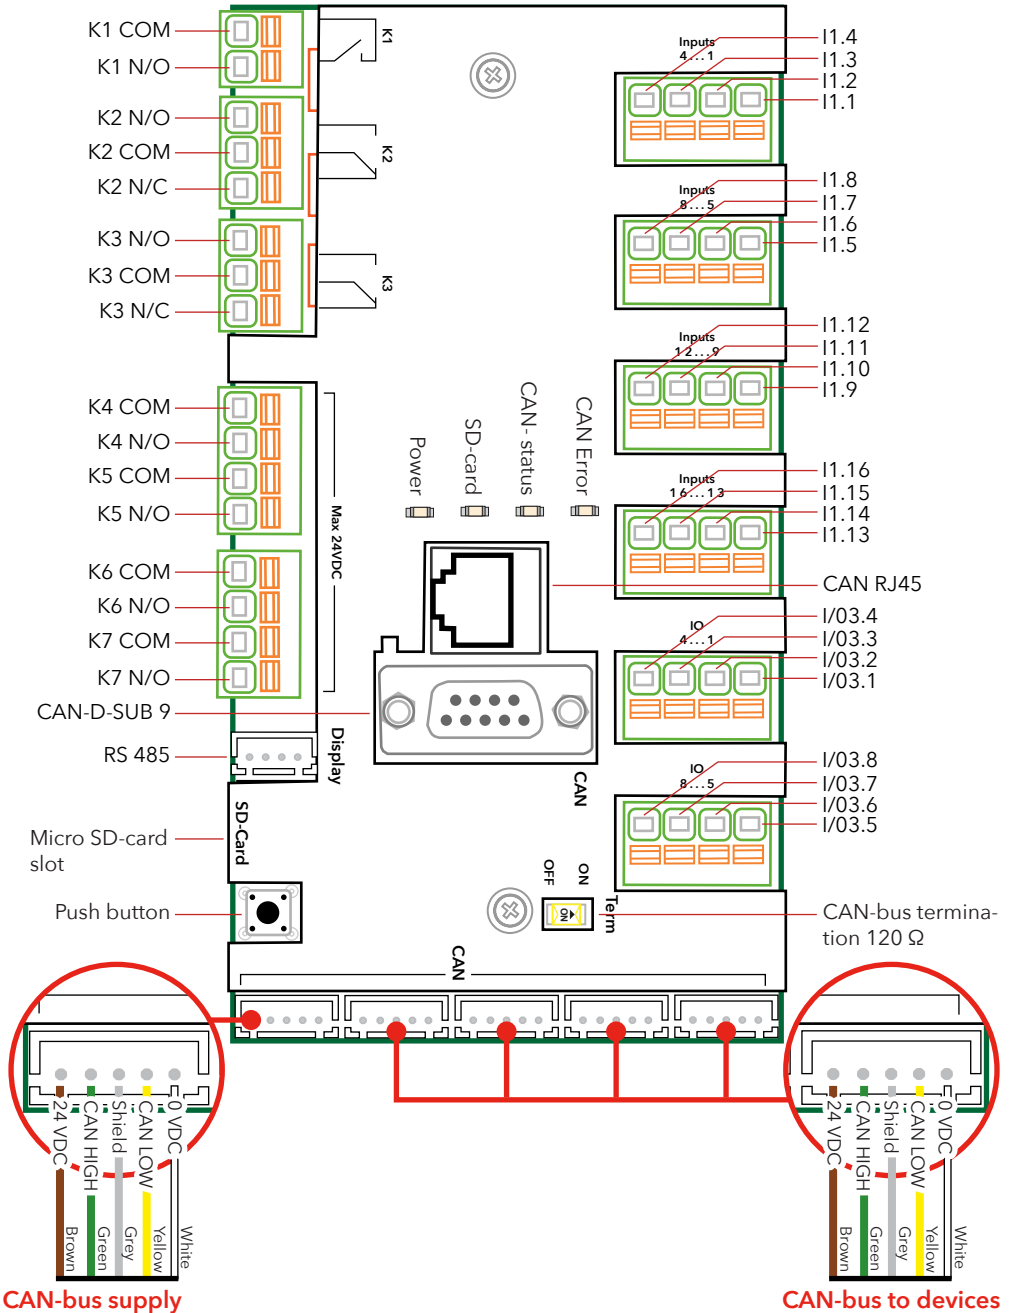 K1 COM
K1 N/O
K2 N/O
K2 COM
K2 N/C
K3 N/O
K3 COM
K3 N/C
K1
K2
K3
K4 COM
K4 N/O
K5 COM
K5 N/O
K6 COM
K6 N/O
K7 COM
K7 N/O
Max 24VDC
CAN-D-SUB 9
RS 485
Display
Micro SD-card
slot
SD-Card
Push button
Power
SD-card
CAN- status
CAN Error
Inputs
4...1
I1.4
I1.3
I1.2
I1.1
Inputs
8...5
I1.8
I1.7
I1.6
I1.5
Inputs
12...9
I1.12
I1.11
I1.10
I1.9
Inputs
16...13
I1.16
I1.15
I1.14
I1.13
CAN RJ45
IO
4...1
I/03.4
I/03.3
I/03.2
I/03.1
IO
8...5
I/03.8
I/03.7
I/03.6
I/03.5
CAN
OFF
ON
ON
Term
CAN-bus termina-
tion 120 Ω
CAN
24 VDC
CAN HIGH
Shield
CAN LOW
0 VDC
Brown
Green
Grey
Yellow
White
CAN-bus supply
24 VDC
CAN HIGH
Shield
CAN LOW
0 VDC
Brown
Green
Grey
Yellow
White
CAN-bus to devices